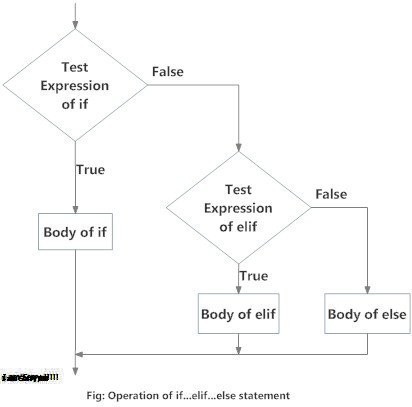 Test
Expression
of if
False
True
Test
Expression
of elif
False
Body of if
True
Body of elif
Body of else
Fig: Operation of if...elif...else statement